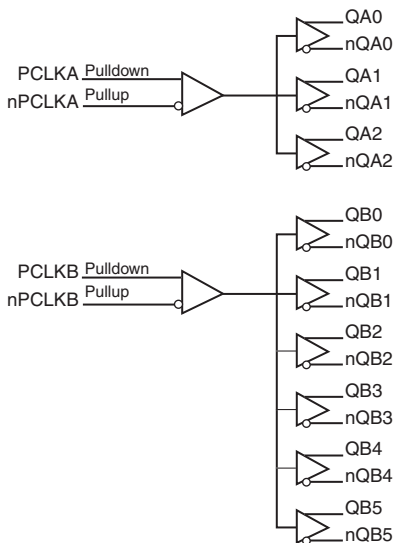 QA0
nQA0
PCLKA Pulldown
nPCLKA Pullup
QA1
nQA1
QA2
nQA2
QB0
nQB0
PCLKB Pulldown
nPCLKB Pullup
QB1
nQB1
QB2
nQB2
QB3
nQB3
QB4
nQB4
QB5
nQB5